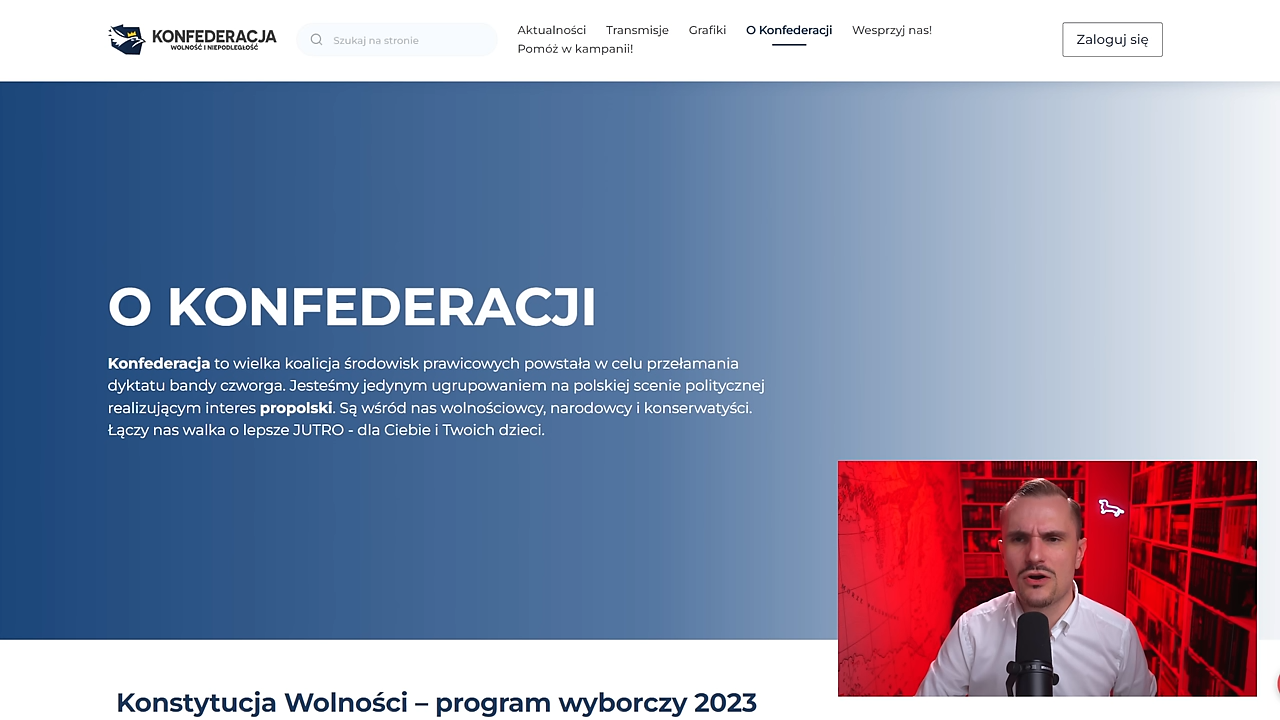 KONFEDERACJA
WOLNOŚĆ I NIEPODLEGŁOŚĆ
Szukaj na stronie
Aktualności Transmisje Grafiki O Konfederacji Wesprzyj nas!
Pomóż w kampanii!
Zaloguj się
O KONFEDERACJI
Konfederacja to wielka koalicja środowisk prawicowych powstała w celu przełamania
dyktatu bandy czworga. Jesteśmy jedynym ugrupowaniem na polskiej scenie politycznej
realizującym interes propolski. Są wśród nas wolnościowcy, narodowcy i konserwatyści.
Łączy nas walka o lepsze JUTRO - dla Ciebie i Twoich dzieci.
Konstytucja Wolności – program wyborczy 2023